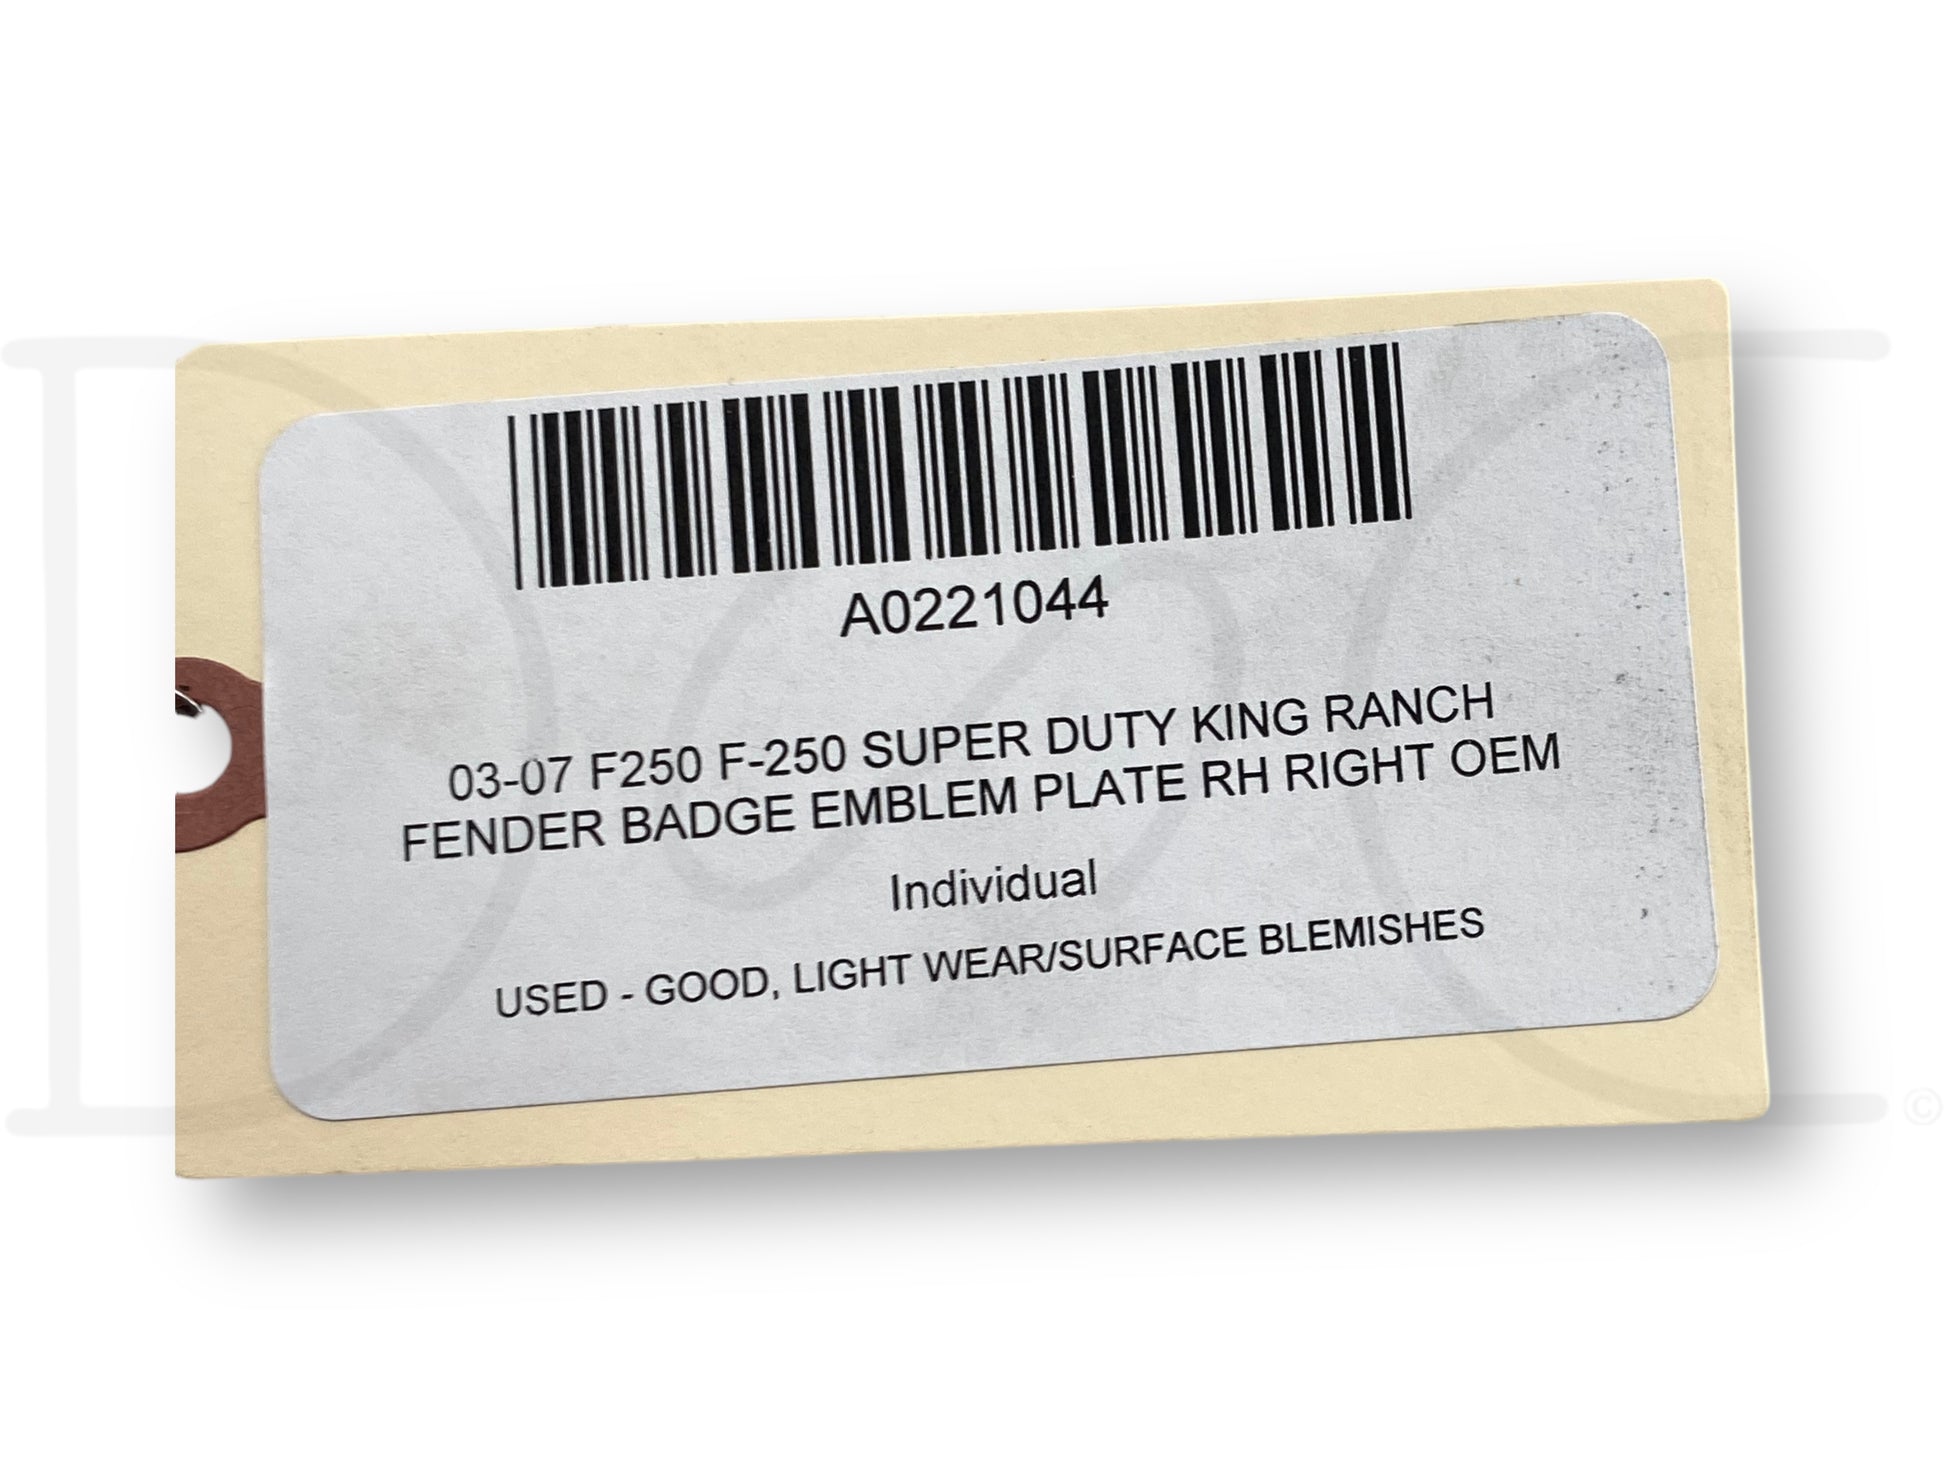 A0221044
03-07 F250 F-250 SUPER DUTY KING RANCH
FENDER BADGE EMBLEM PLATE RH RIGHT OEM
Individual
USED - GOOD, LIGHT WEAR/SURFACE BLEMISHES